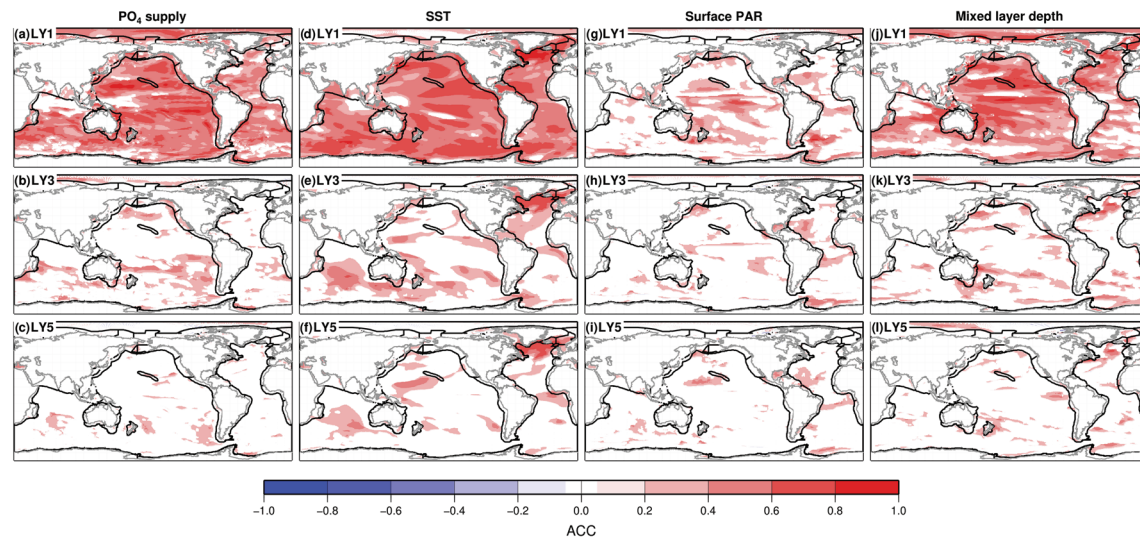 PO4 supply SST Surface PAR Mixed layer depth
(a)LY1 (d)LY1 (g)LY1 (j)LY1
(b)LY3 (e)LY3 (h)LY3 (k)LY3
(c)LY5 (f)LY5 (i)LY5 (l)LY5
−1.0 −0.8 −0.6 −0.4 −0.2 0.0 0.2 0.4 0.6 0.8 1.0
ACC